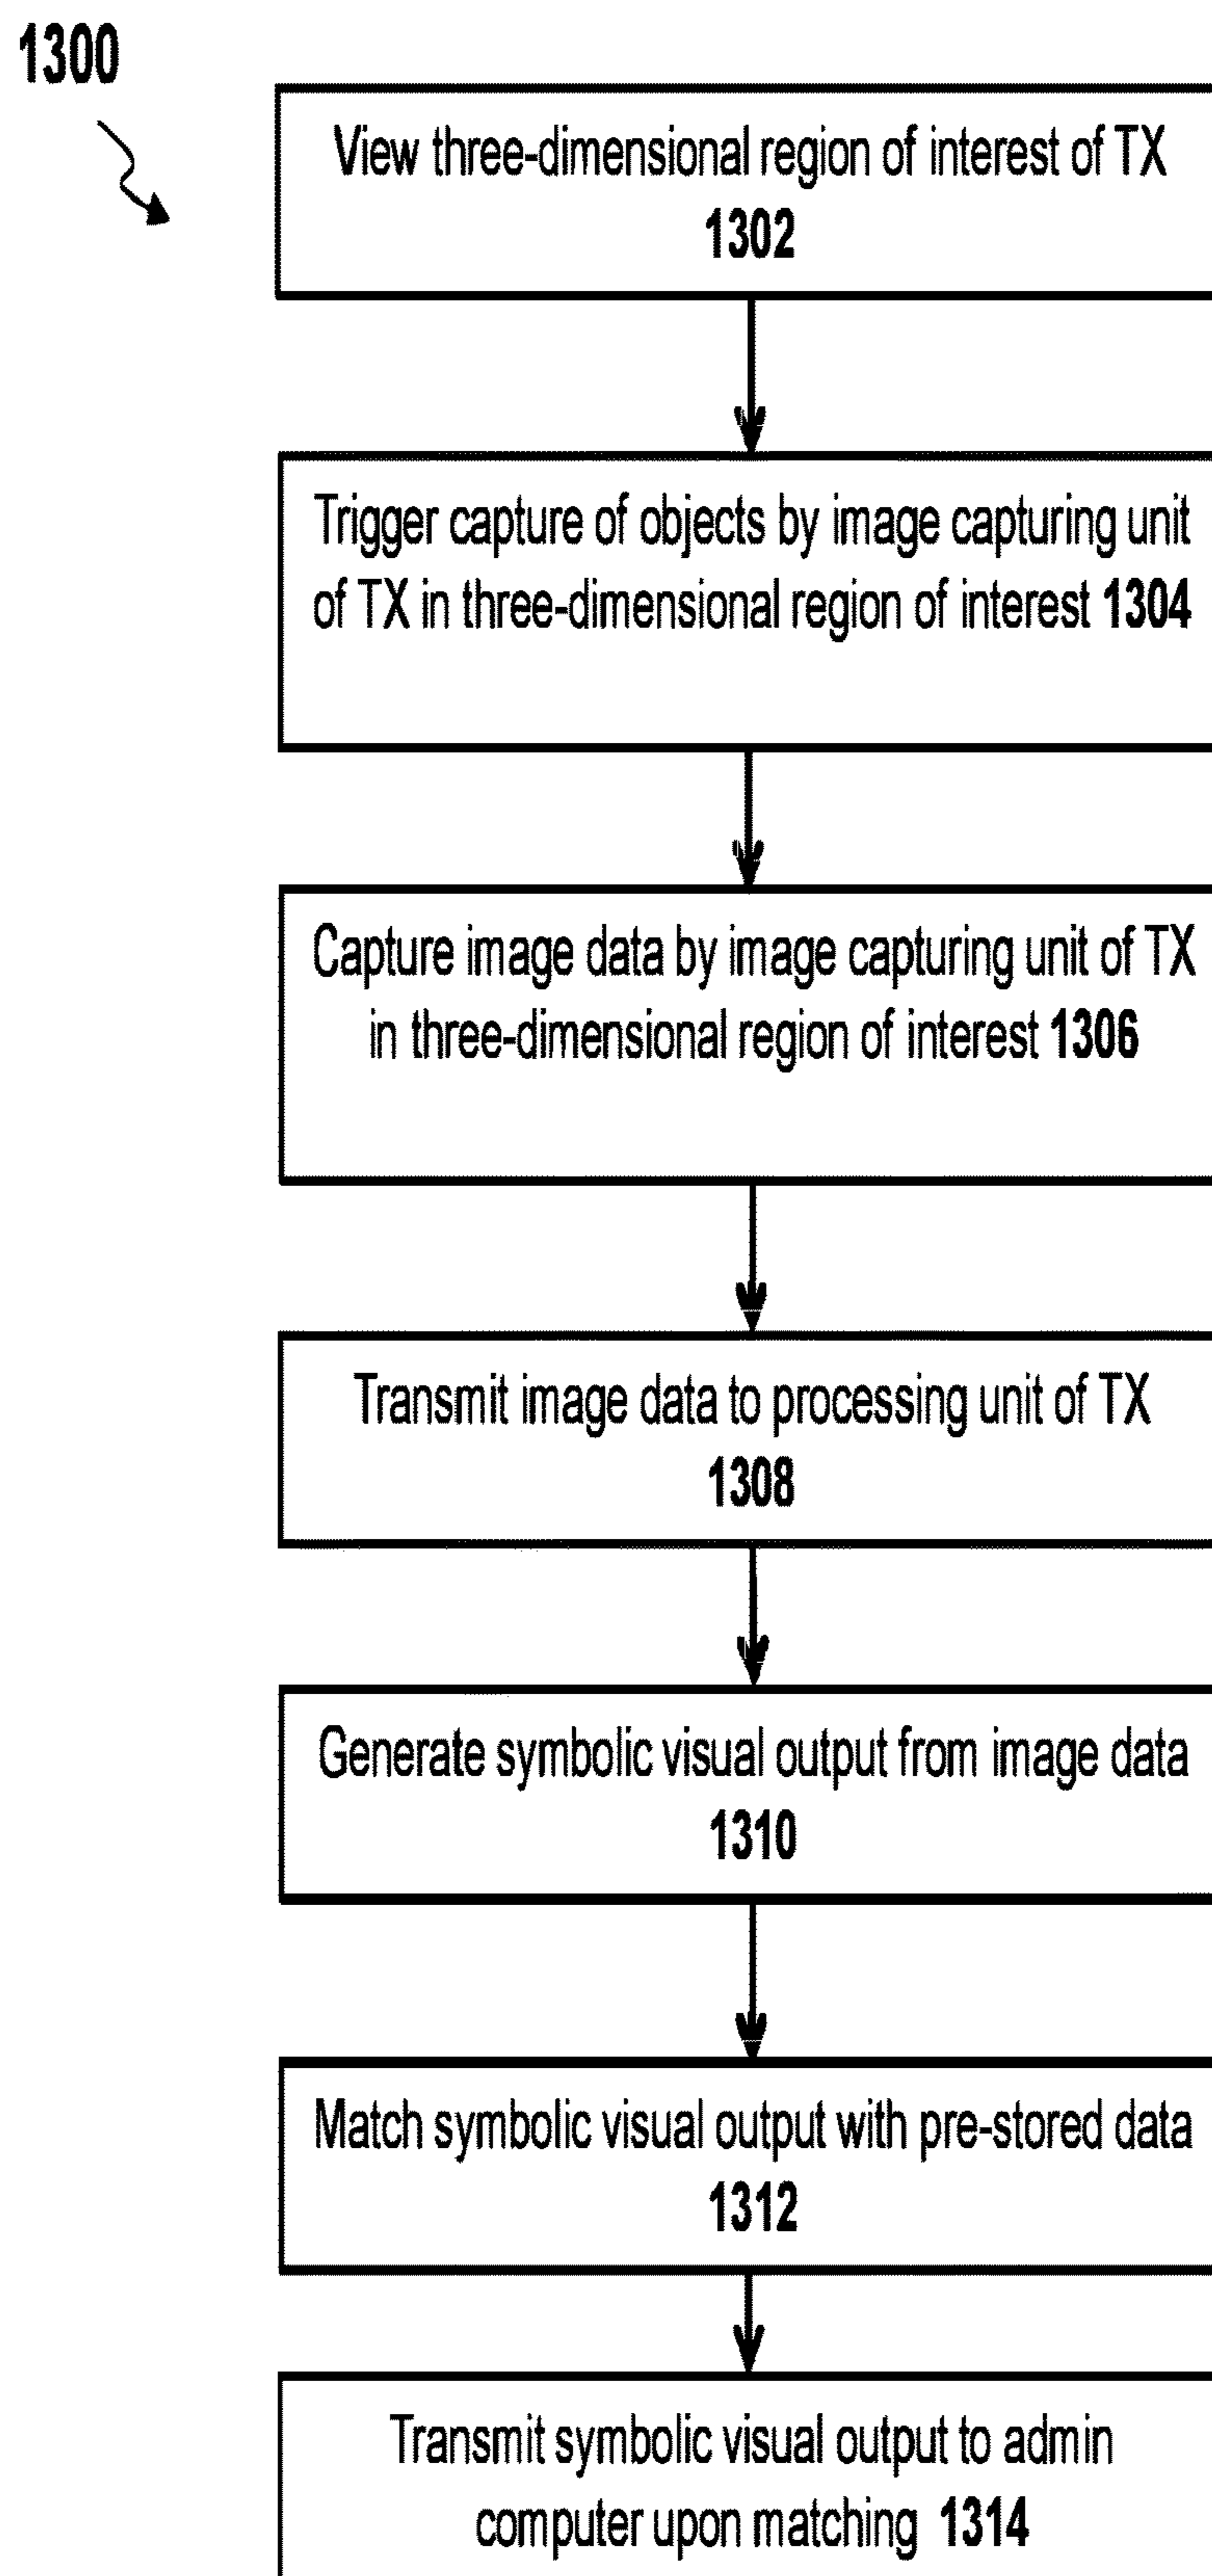 1300
View three-dimensional region of interest of TX
1302
Trigger capture of objects by image capturing unit
of TX in three-dimensional region of interest 1304
Capture image data by image capturing unit of TX
in three-dimensional region of interest 1306
Transmit image data to processing unit of TX
1308
Generate symbolic visual output from image data
1310
Match symbolic visual output with pre-stored data
1312
Transmit symbolic visual output to admin
computer upon matching 1314